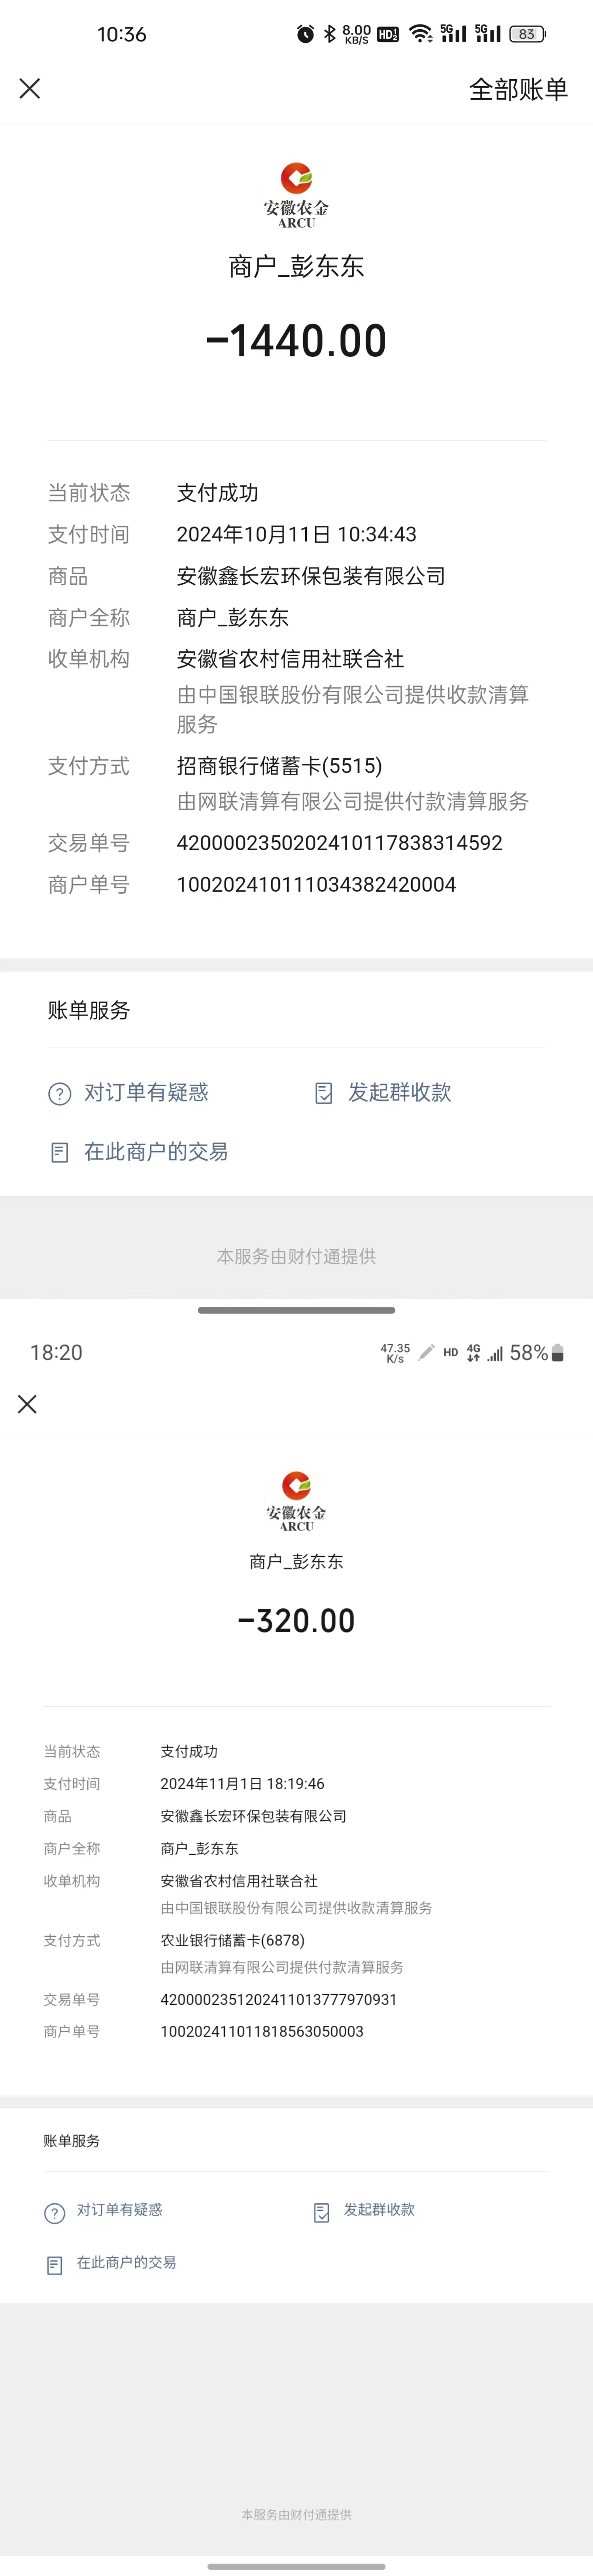 10:36
8.00
KB/S
HD1
2
5G
5G
83
全部账单
安徽农金
ARCU
商户_彭东东
-1440.00
当前状态 支付成功
支付时间 2024年10月11日 10:34:43
商品 安徽鑫长宏环保包装有限公司
商户全称 商户_彭东东
收单机构 安徽省农村信用社联合社
由中国银联股份有限公司提供收款清算
服务
支付方式 招商银行储蓄卡(5515)
由网联清算有限公司提供付款清算服务
交易单号 4200002350202410117838314592
商户单号 100202410111034382420004
账单服务
对订单有疑惑 发起群收款
在此商户的交易
本服务由财付通提供
18:20
47.35
K/s
HD
4G
58%
安徽农金
ARCU
商户_彭东东
-320.00
当前状态 支付成功
支付时间 2024年11月1日 18:19:46
商品 安徽鑫长宏环保包装有限公司
商户全称 商户_彭东东
收单机构 安徽省农村信用社联合社
由中国银联股份有限公司提供收款清算服务
支付方式 农业银行储蓄卡(6878)
由网联清算有限公司提供付款清算服务
交易单号 4200002351202411013777970931
商户单号 100202411011818563050003
账单服务
对订单有疑惑 发起群收款
在此商户的交易
本服务由财付通提供